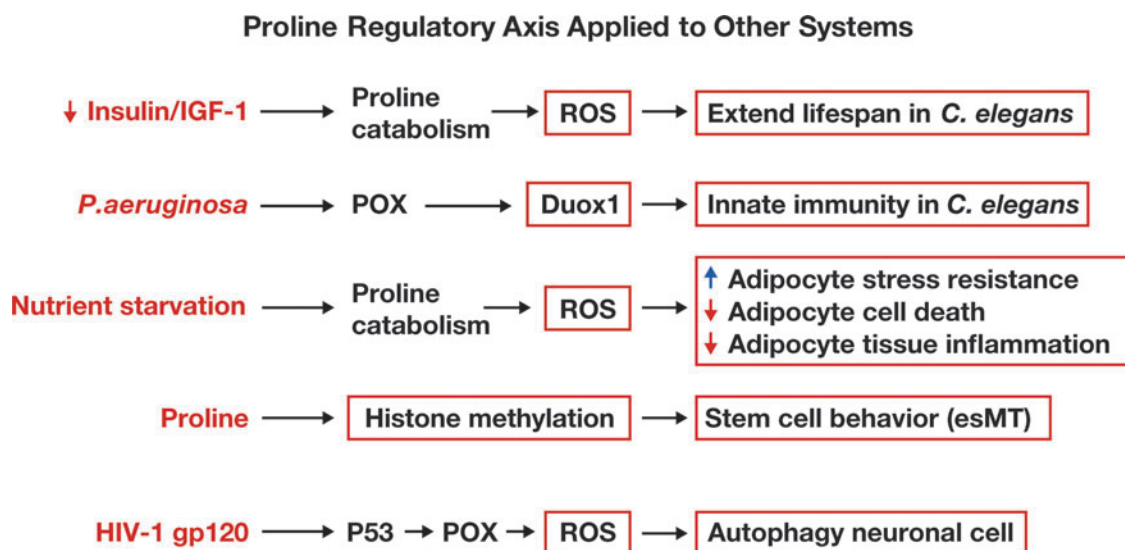 Proline Regulatory Axis Applied to Other Systems
↓ Insulin/IGF-1 → Proline catabolism → ROS → Extend lifespan in C. elegans
P.aeruginosa → POX → Duox1 → Innate immunity in C. elegans
Nutrient starvation → Proline catabolism → ROS → ↑ Adipocyte stress resistance
↓ Adipocyte cell death
↓ Adipocyte tissue inflammation
Proline → Histone methylation → Stem cell behavior (esMT)
HIV-1 gp120 → P53 → POX → ROS → Autophagy neuronal cell